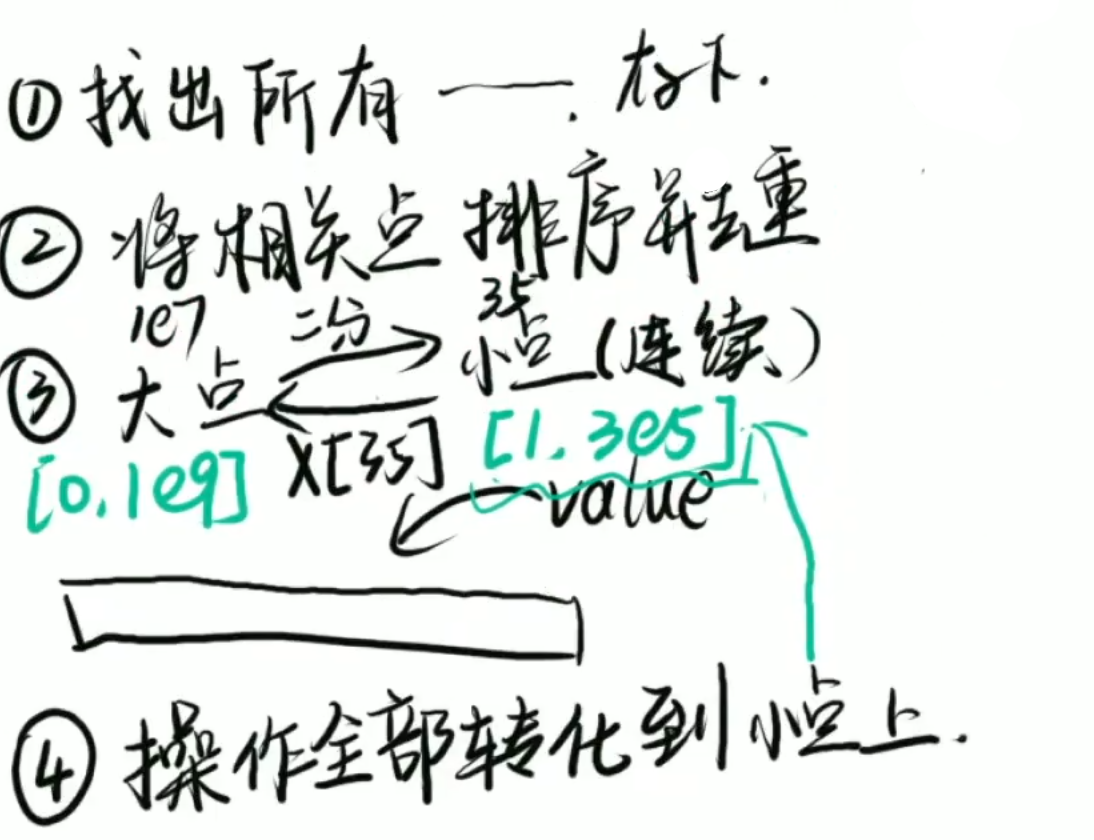 ① 找出所有 ——. 存下.
② 将相关点 排序并去重
1e7 二分 35
③ 大点 小点 (连续)
[0, 1e9] X[35] [1, 3e5]
value
④ 操作全部转化到小点上.